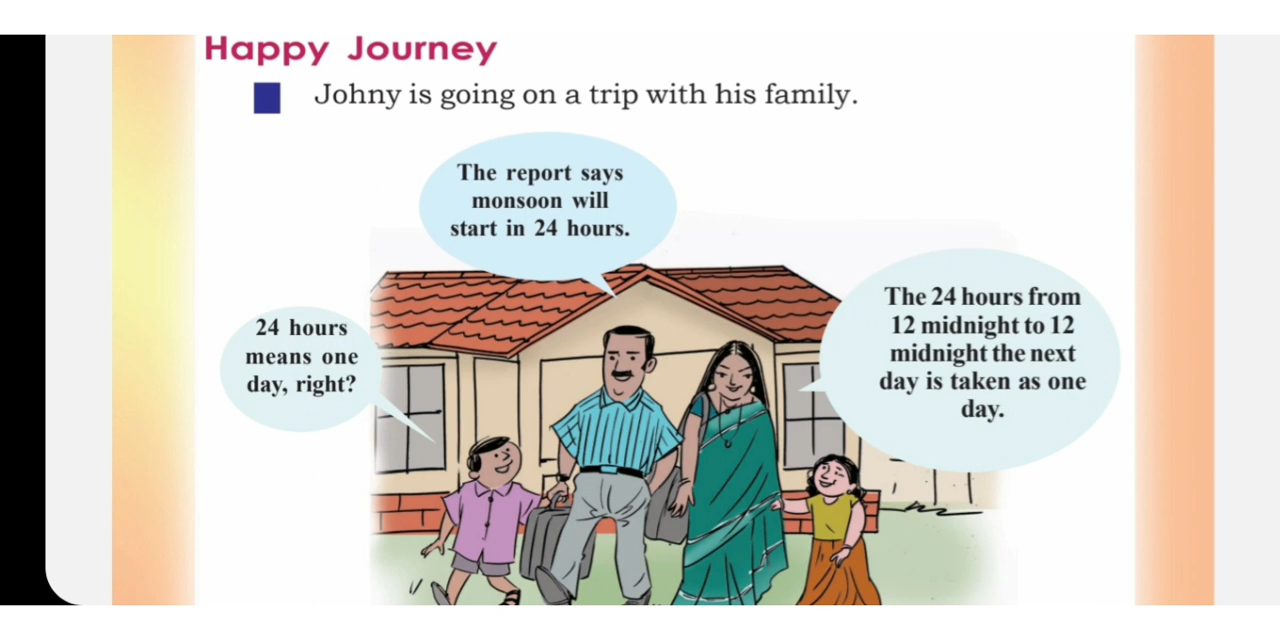 Happy Journey
Johny is going on a trip with his family.
The report says
monsoon will
start in 24 hours.
24 hours
means one
day, right?
The 24 hours from
12 midnight to 12
midnight the next
day is taken as one
day.